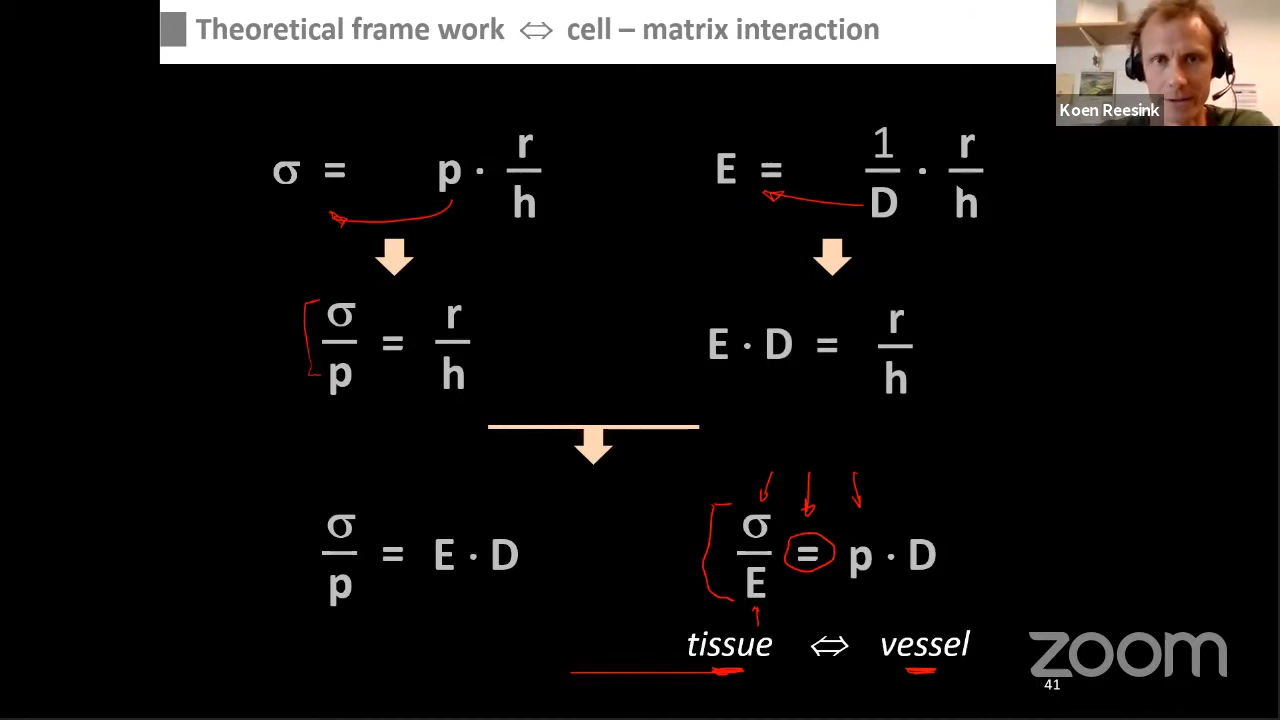 Theoretical frame work ⇔ cell – matrix interaction
Koen Reesink
σ = p · r/h
E = 1/D · r/h
σ/p = r/h
E · D = r/h
σ/p = E · D
σ/E = p · D
tissue ⇔ vessel
zoom
41